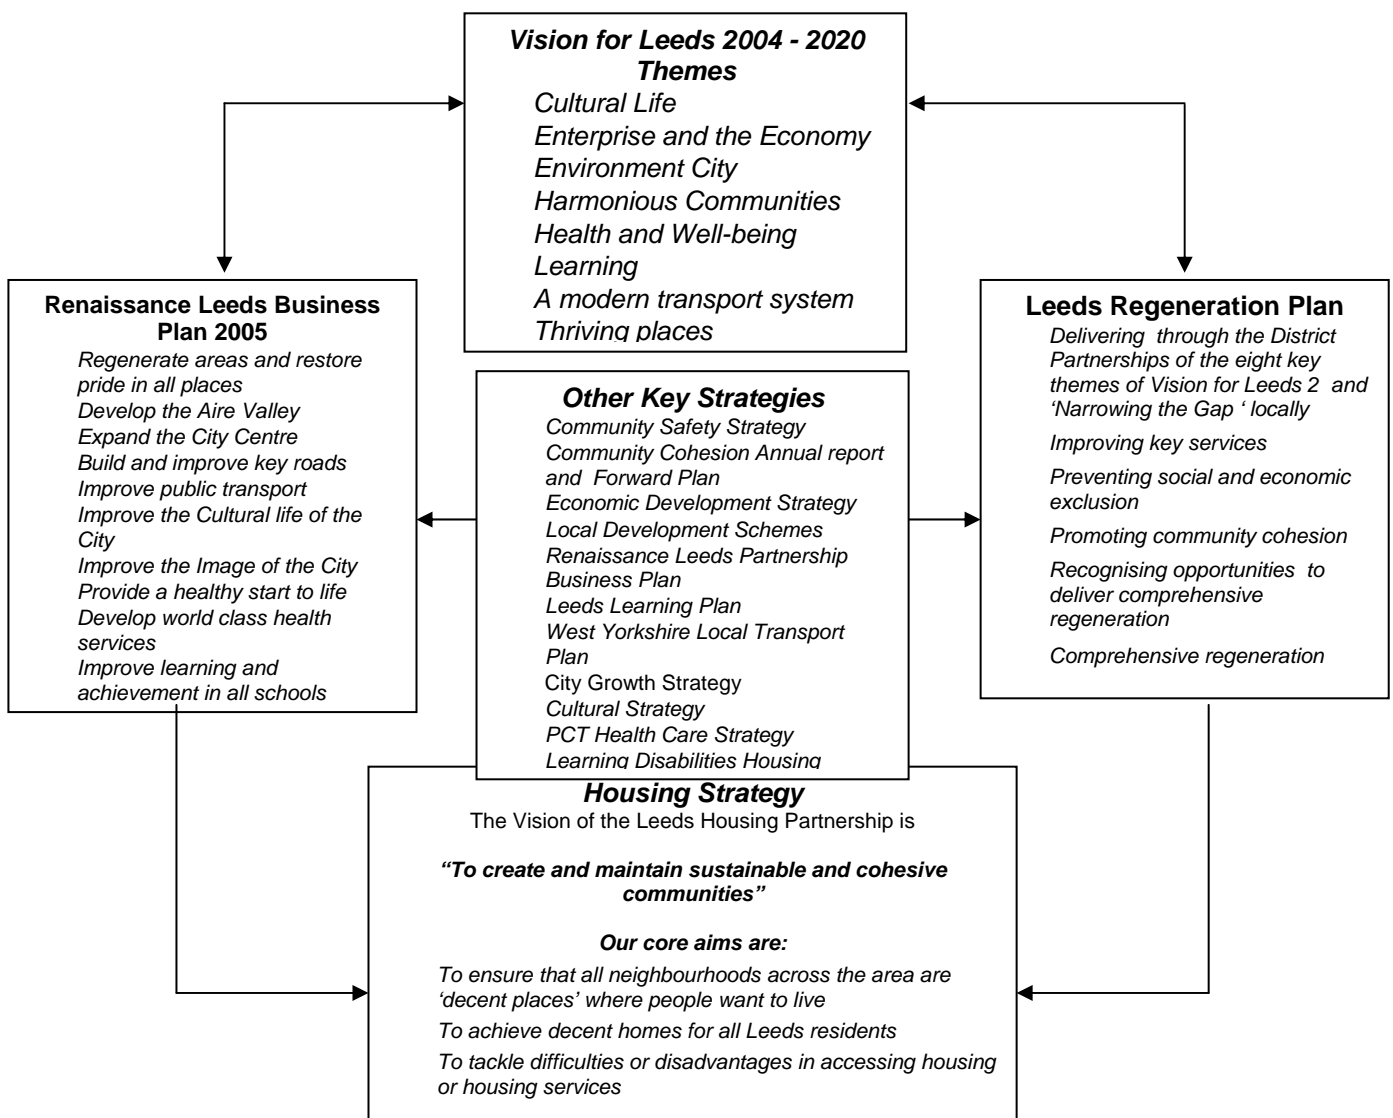 Vision for Leeds 2004 - 2020
Themes
Cultural Life
Enterprise and the Economy
Environment City
Harmonious Communities
Health and Well-being
Learning
A modern transport system
Thriving places
Renaissance Leeds Business
Plan 2005
Regenerate areas and restore
pride in all places
Develop the Aire Valley
Expand the City Centre
Build and improve key roads
Improve public transport
Improve the Cultural life of the
City
Improve the Image of the City
Provide a healthy start to life
Develop world class health
services
Improve learning and
achievement in all schools
Other Key Strategies
Community Safety Strategy
Community Cohesion Annual report
and Forward Plan
Economic Development Strategy
Local Development Schemes
Renaissance Leeds Partnership
Business Plan
Leeds Learning Plan
West Yorkshire Local Transport
Plan
City Growth Strategy
Cultural Strategy
PCT Health Care Strategy
Learning Disabilities Housing
Leeds Regeneration Plan
Delivering through the District
Partnerships of the eight key
themes of Vision for Leeds 2 and
‘Narrowing the Gap ‘ locally
Improving key services
Preventing social and economic
exclusion
Promoting community cohesion
Recognising opportunities to
deliver comprehensive
regeneration
Comprehensive regeneration
Housing Strategy
The Vision of the Leeds Housing Partnership is
“To create and maintain sustainable and cohesive
communities”
Our core aims are:
To ensure that all neighbourhoods across the area are
‘decent places’ where people want to live
To achieve decent homes for all Leeds residents
To tackle difficulties or disadvantages in accessing housing
or housing services